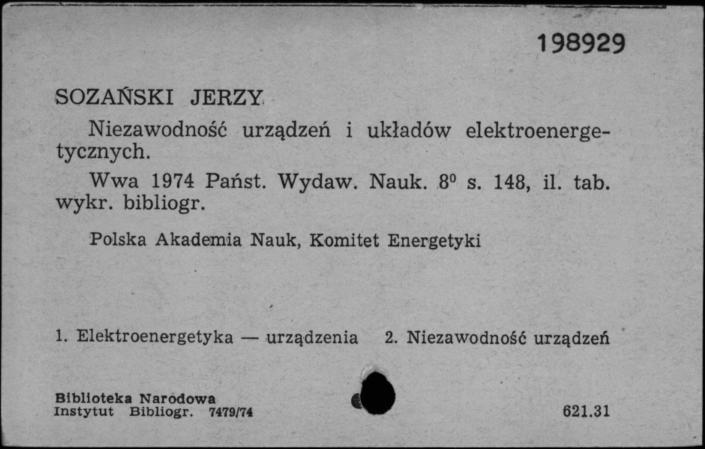 198929
SOZAŃSKI JERZY
Niezawodność urządzeń i układów elektroenerge-
tycznych.
Wwa 1974 Państ. Wydaw. Nauk. 8⁰ s. 148, il. tab.
wykr. bibliogr.
Polska Akademia Nauk, Komitet Energetyki
1. Elektroenergetyka — urządzenia 2. Niezawodność urządzeń
Biblioteka Narodowa
Instytut Bibliogr. 7479/74 621.31